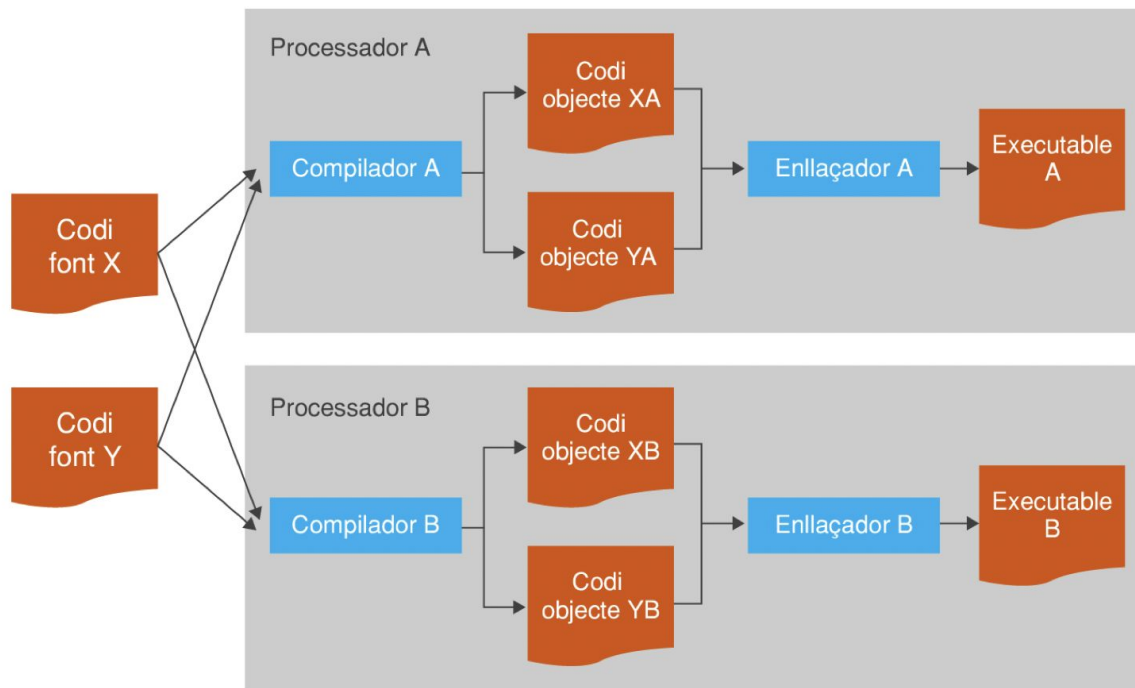 Processador A
Codi
objecte XA
Compilador A
Enllaçador A
Executable
A
Codi
objecte YA
Codi
font X
Codi
font Y
Processador B
Codi
objecte XB
Compilador B
Enllaçador B
Executable
B
Codi
objecte YB